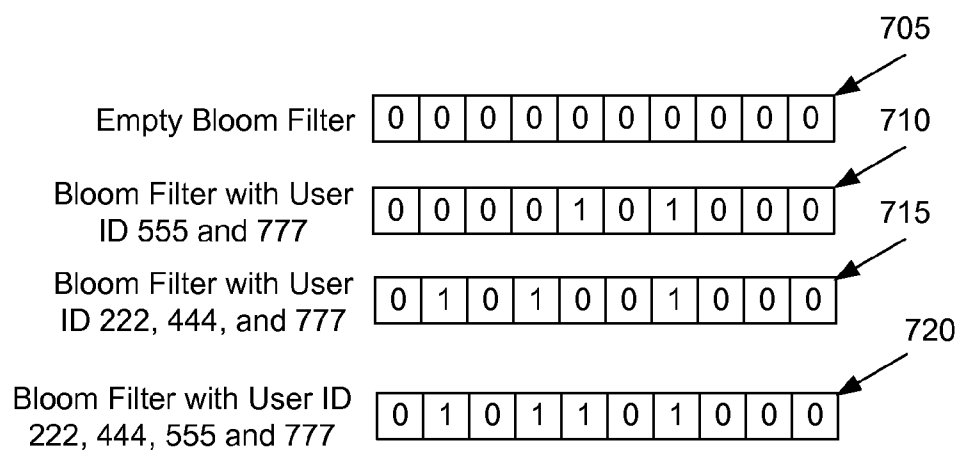 705
Empty Bloom Filter 0 0 0 0 0 0 0 0 0 0
710
Bloom Filter with User
ID 555 and 777
0 0 0 0 1 0 1 0 0 0
715
Bloom Filter with User
ID 222, 444, and 777
0 1 0 1 0 0 1 0 0 0
720
Bloom Filter with User ID
222, 444, 555 and 777
0 1 0 1 1 0 1 0 0 0